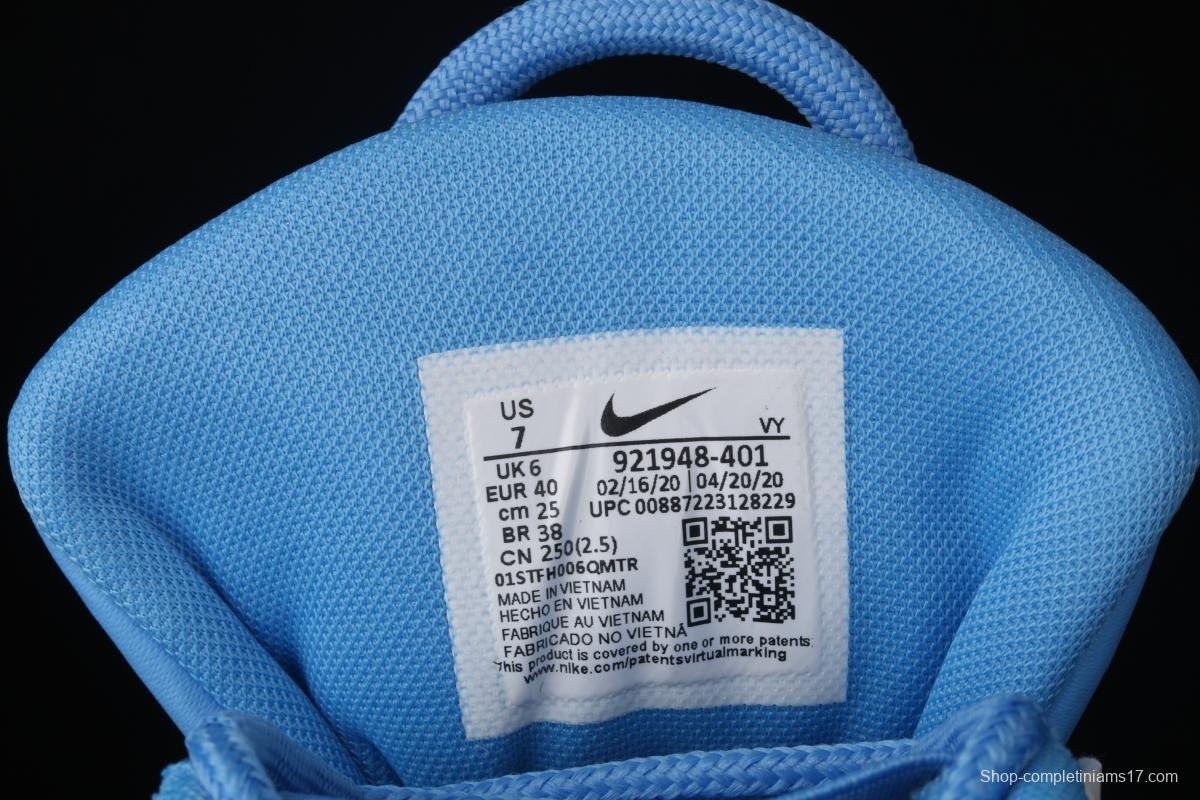 US
7
VY
UK 6
921948-401
EUR 40
02/16/20 | 04/20/20
cm 25
UPC 00887223128229
BR 38
CN 250(2.5)
01STFH006QMTR
MADE IN VIETNAM
HECHO EN VIETNAM
FABRIQUE AU VIETNAM
FABRICADO NO VIETNÃ
This product is covered by one or more patents:
www.nike.com/patentsvirtualmarking
Shop-completiniams17.com